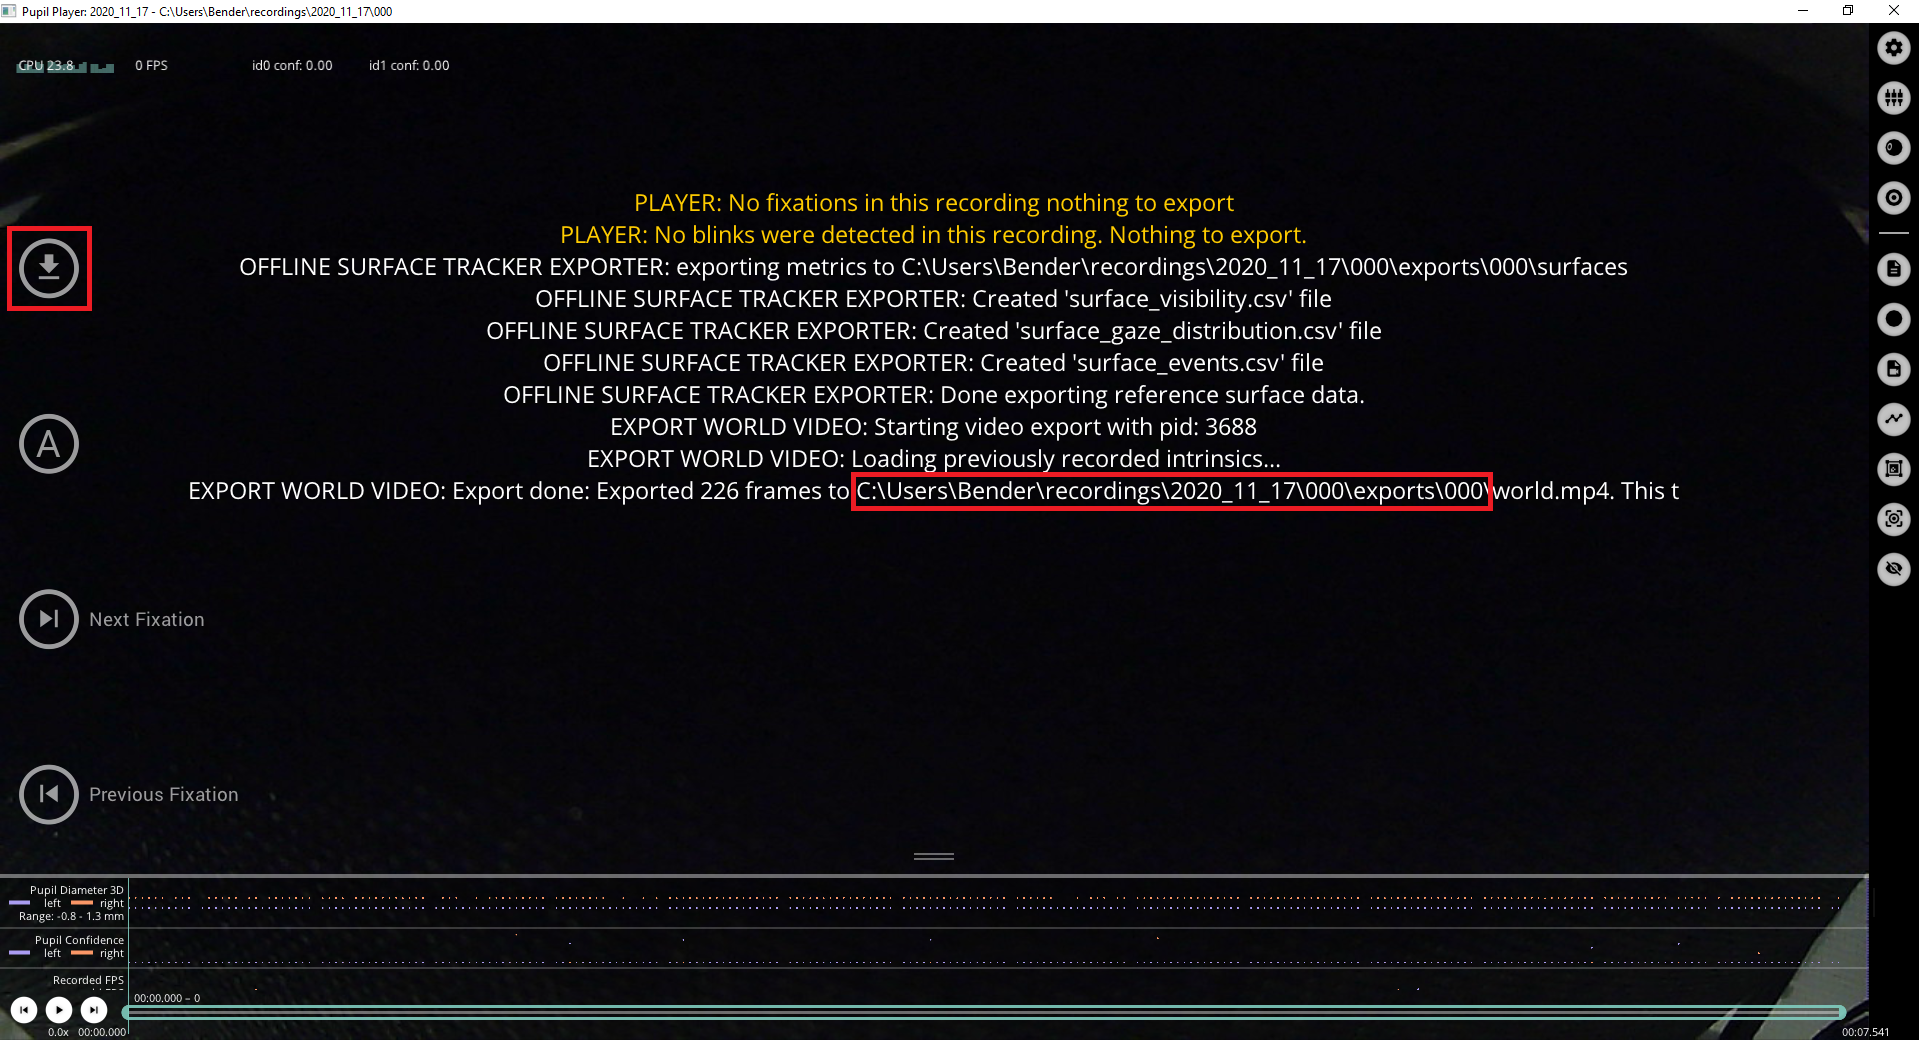 Pupil Player: 2020_11_17 - C:\Users\Bender\recordings\2020_11_17\000
CPU 23.8 0 FPS id0 conf: 0.00 id1 conf: 0.00
PLAYER: No fixations in this recording nothing to export
PLAYER: No blinks were detected in this recording. Nothing to export.
OFFLINE SURFACE TRACKER EXPORTER: exporting metrics to C:\Users\Bender\recordings\2020_11_17\000\exports\000\surfaces
OFFLINE SURFACE TRACKER EXPORTER: Created 'surface_visibility.csv' file
OFFLINE SURFACE TRACKER EXPORTER: Created 'surface_gaze_distribution.csv' file
OFFLINE SURFACE TRACKER EXPORTER: Created 'surface_events.csv' file
OFFLINE SURFACE TRACKER EXPORTER: Done exporting reference surface data.
EXPORT WORLD VIDEO: Starting video export with pid: 3688
EXPORT WORLD VIDEO: Loading previously recorded intrinsics...
EXPORT WORLD VIDEO: Export done: Exported 226 frames to C:\Users\Bender\recordings\2020_11_17\000\exports\000\world.mp4. This t
A
Next Fixation
Previous Fixation
Pupil Diameter 3D
left right
Range: -0.8 - 1.3 mm
Pupil Confidence
left right
Recorded FPS
00:00.000 – 0
0.0x 00:00.000
00:07.541